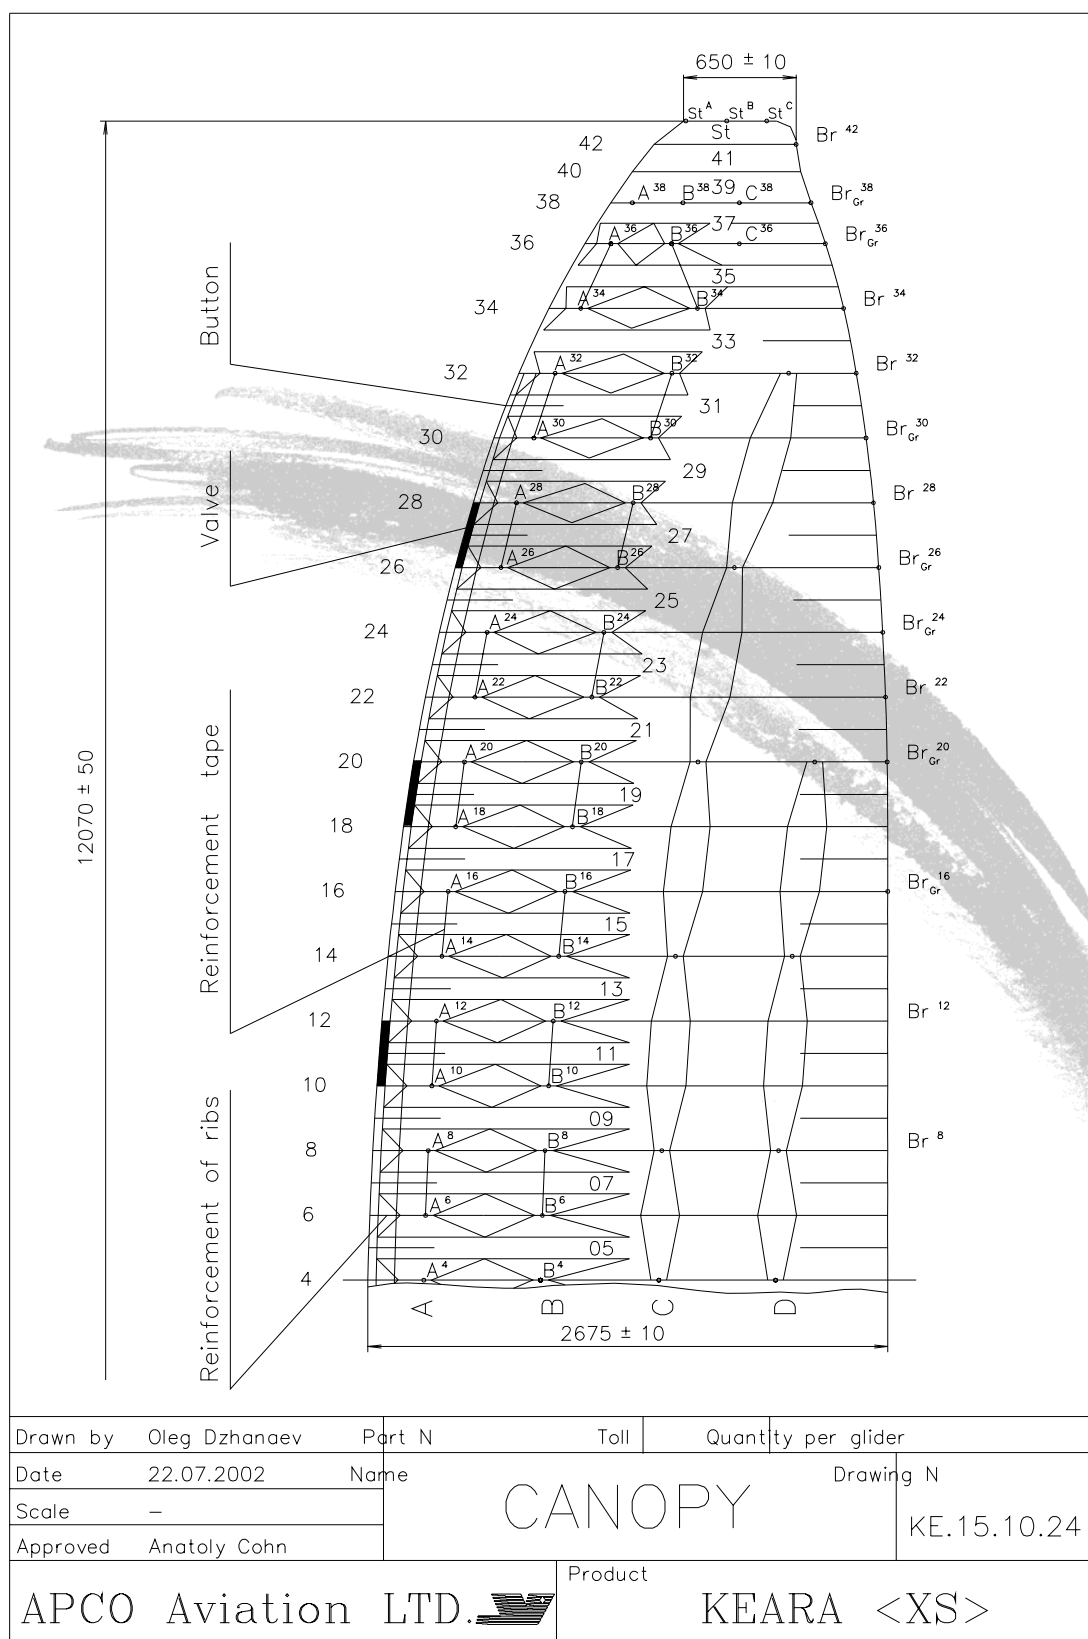 650 ± 10
St A St B St C
42 St Br 42
40 41
38 A 38 B 38 39 C 38 Br Gr 38
37
36 A 36 B 36 C 36 Br Gr 36
35
34 A 34 B 34 Br 34
33
Button
32 A 32 B 32 Br 32
31
30 A 30 B 30 Br Gr 30
29
28 A 28 B 28 Br 28
Valve
27
26 A 26 B 26 Br Gr 26
25
24 A 24 B 24 Br Gr 24
23
22 A 22 B 22 Br 22
21
20 A 20 B 20 Br Gr 20
12070 ± 50
19
18 A 18 B 18
Reinforcement tape
17
16 A 16 B 16 Br Gr 16
15
14 A 14 B 14
13
12 A 12 B 12 Br 12
11
10 A 10 B 10
09
8 A 8 B 8 Br 8
07
Reinforcement of ribs
6 A 6 B 6
05
4 A 4 B 4
A B C D
2675 ± 10
Drawn by Oleg Dzhanaev Part N Toll Quantity per glider
Date 22.07.2002 Name Drawing N
Scale –
CANOPY KE.15.10.24
Approved Anatoly Cohn
Product
APCO Aviation LTD. KEARA <XS>